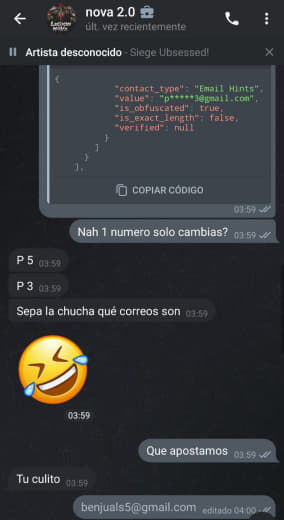 nova 2.0
últ. vez recientemente
Artista desconocido - Siege Ubsessed!
{
"contact_type": "Email Hints",
"value": "p*****3@gmail.com",
"is_obfuscated": true,
"is_exact_length": false,
"verified": null
}
]
}
],
COPIAR CÓDIGO
03:59
Nah 1 numero solo cambias? 03:59
P 5 03:59
P 3 03:59
Sepa la chucha qué correos son 03:59
03:59
Que apostamos 03:59
Tu culito 03:59
benjuals5@gmail.com editado 04:00